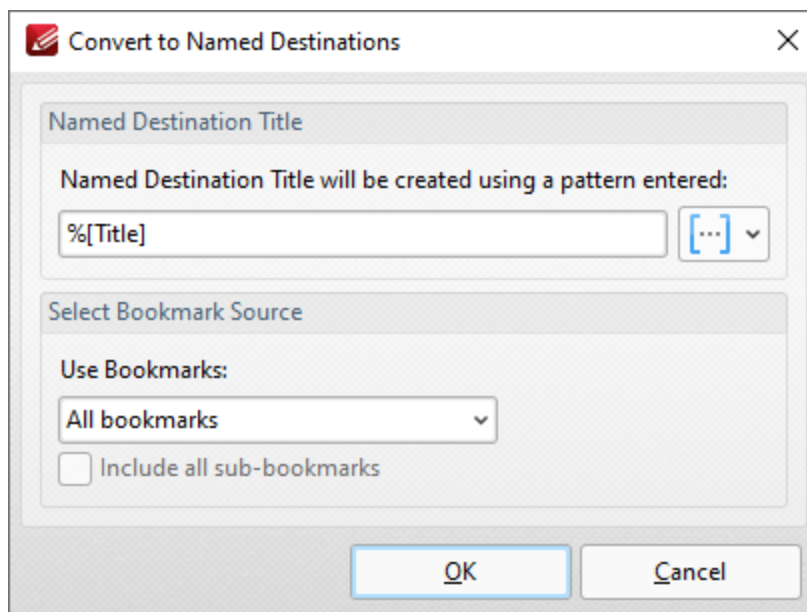 Convert to Named Destinations
Named Destination Title
Named Destination Title will be created using a pattern entered:
%[Title]
Select Bookmark Source
Use Bookmarks:
All bookmarks
Include all sub-bookmarks
OK Cancel